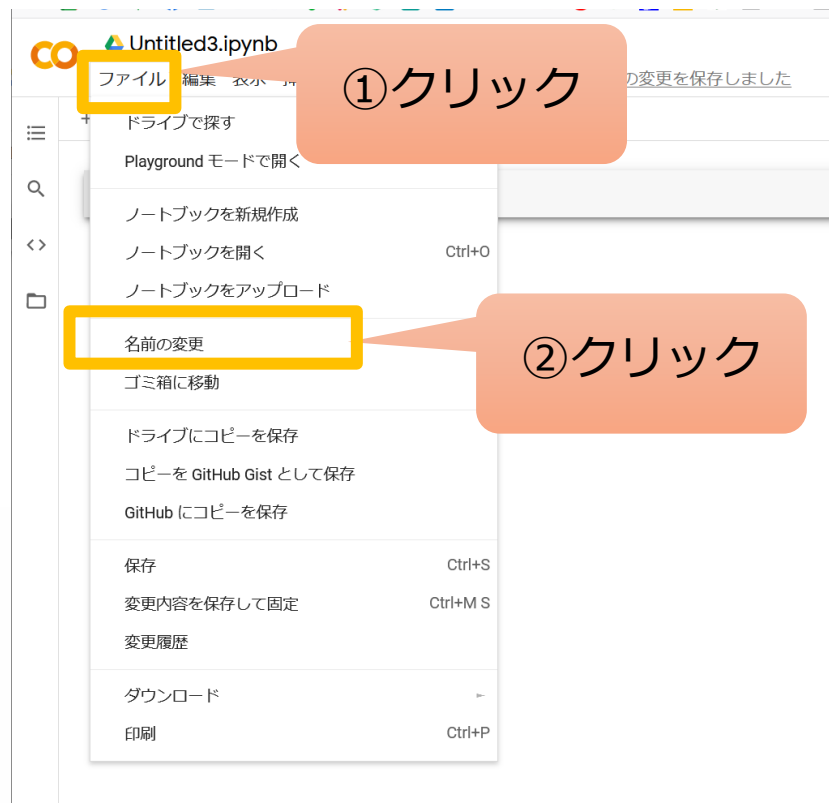 Untitled3.ipynb
ファイル 編集 表示
の変更を保存しました
①クリック
ドライブで探す
Playground モードで開く
ノートブックを新規作成
ノートブックを開く Ctrl+O
ノートブックをアップロード
名前の変更
②クリック
ゴミ箱に移動
ドライブにコピーを保存
コピーを GitHub Gist として保存
GitHub にコピーを保存
保存 Ctrl+S
変更内容を保存して固定 Ctrl+M S
変更履歴
ダウンロード
印刷 Ctrl+P